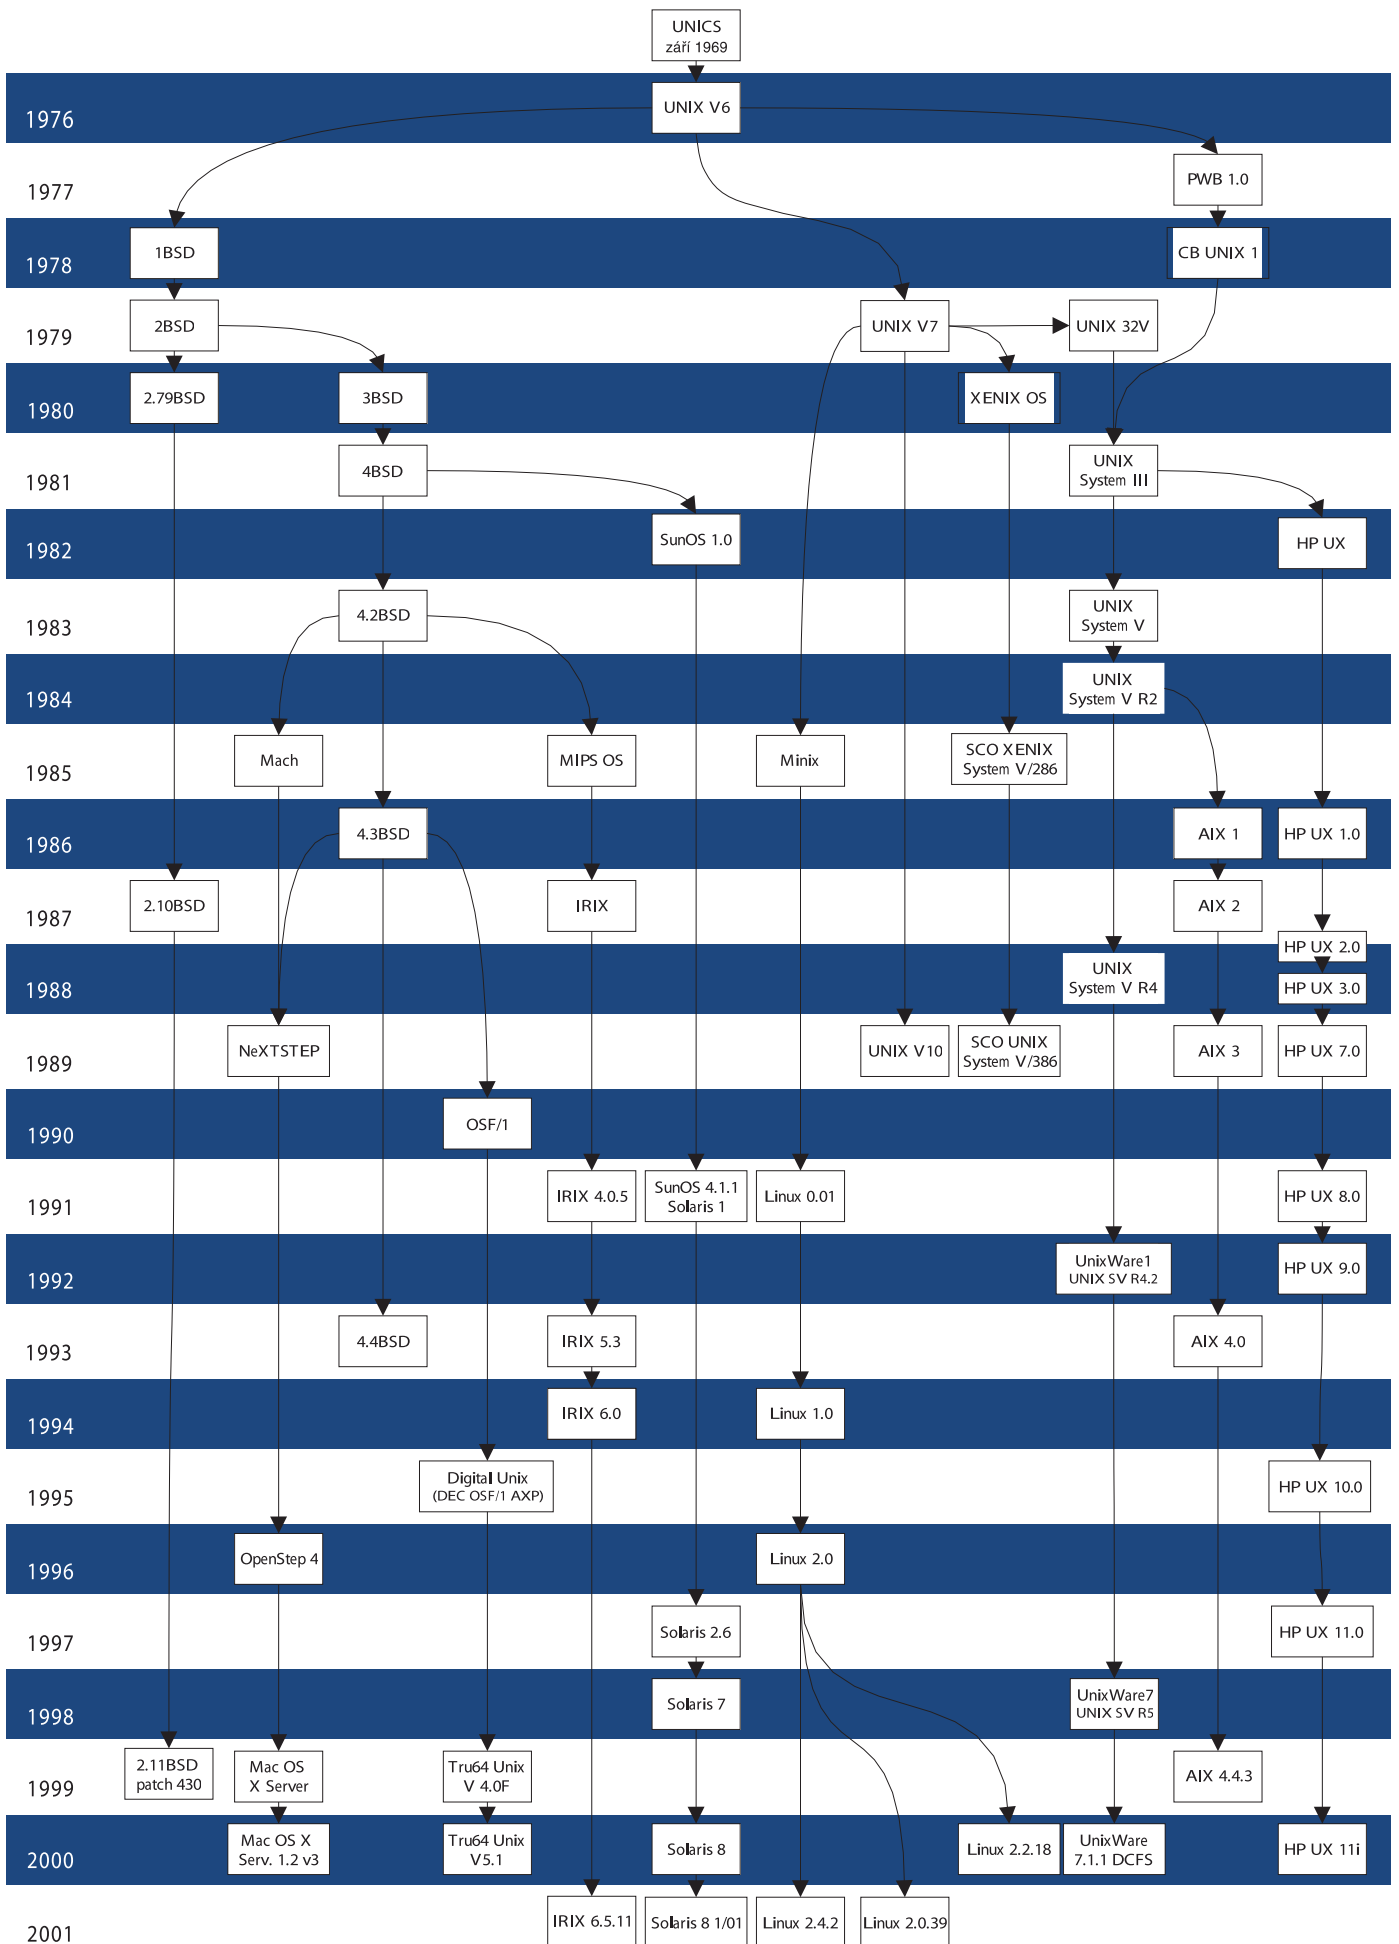 UNICS
září 1969
1976
UNIX V6
1977
PWB 1.0
1978
1BSD
CB UNIX 1
1979
2BSD
UNIX V7
UNIX 32V
1980
2.79BSD
3BSD
XENIX OS
1981
4BSD
UNIX
System III
1982
SunOS 1.0
HP UX
1983
4.2BSD
UNIX
System V
1984
UNIX
System V R2
1985
Mach
MIPS OS
Minix
SCO XENIX
System V/286
1986
4.3BSD
AIX 1
HP UX 1.0
1987
2.10BSD
IRIX
AIX 2
HP UX 2.0
1988
UNIX
System V R4
HP UX 3.0
1989
NeXTSTEP
UNIX V10
SCO UNIX
System V/386
AIX 3
HP UX 7.0
1990
OSF/1
1991
IRIX 4.0.5
SunOS 4.1.1
Solaris 1
Linux 0.01
HP UX 8.0
1992
UnixWare1
UNIX SV R4.2
HP UX 9.0
1993
4.4BSD
IRIX 5.3
AIX 4.0
1994
IRIX 6.0
Linux 1.0
1995
Digital Unix
(DEC OSF/1 AXP)
HP UX 10.0
1996
OpenStep 4
Linux 2.0
1997
Solaris 2.6
HP UX 11.0
1998
Solaris 7
UnixWare7
UNIX SV R5
1999
2.11BSD
patch 430
Mac OS
X Server
Tru64 Unix
V 4.0F
AIX 4.4.3
2000
Mac OS X
Serv. 1.2 v3
Tru64 Unix
V5.1
Solaris 8
Linux 2.2.18
UnixWare
7.1.1 DCFS
HP UX 11i
2001
IRIX 6.5.11
Solaris 8 1/01
Linux 2.4.2
Linux 2.0.39